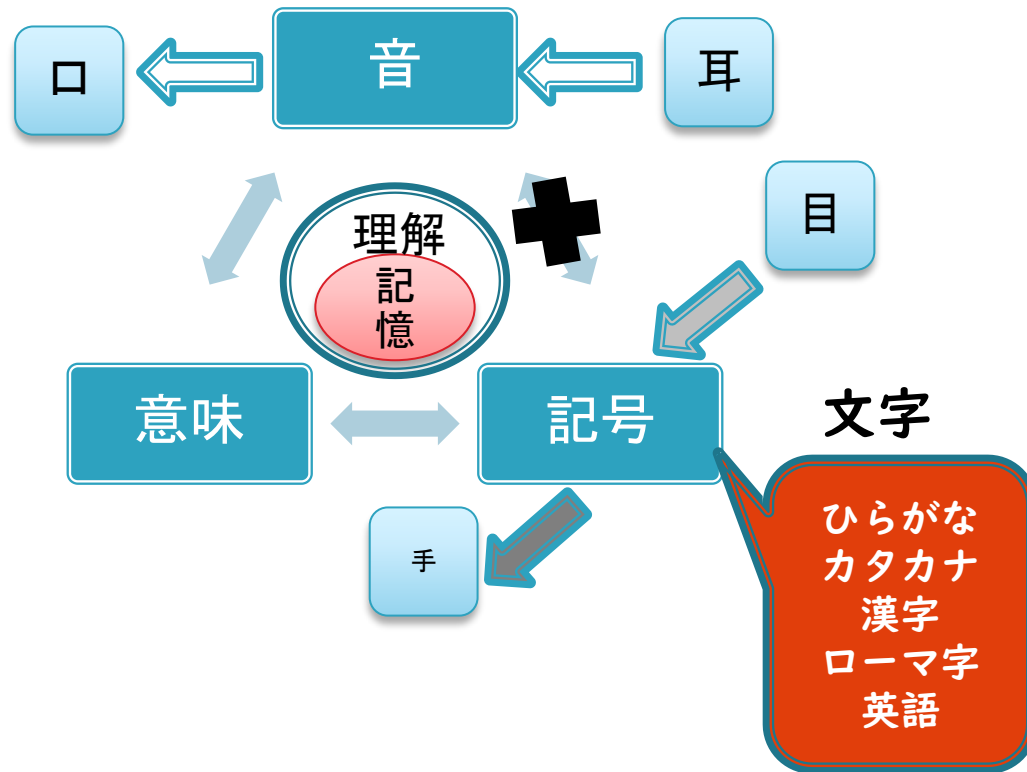 口
音
耳
目
理解
記
憶
意味
記号
文字
手
ひらがな
カタカナ
漢字
ローマ字
英語